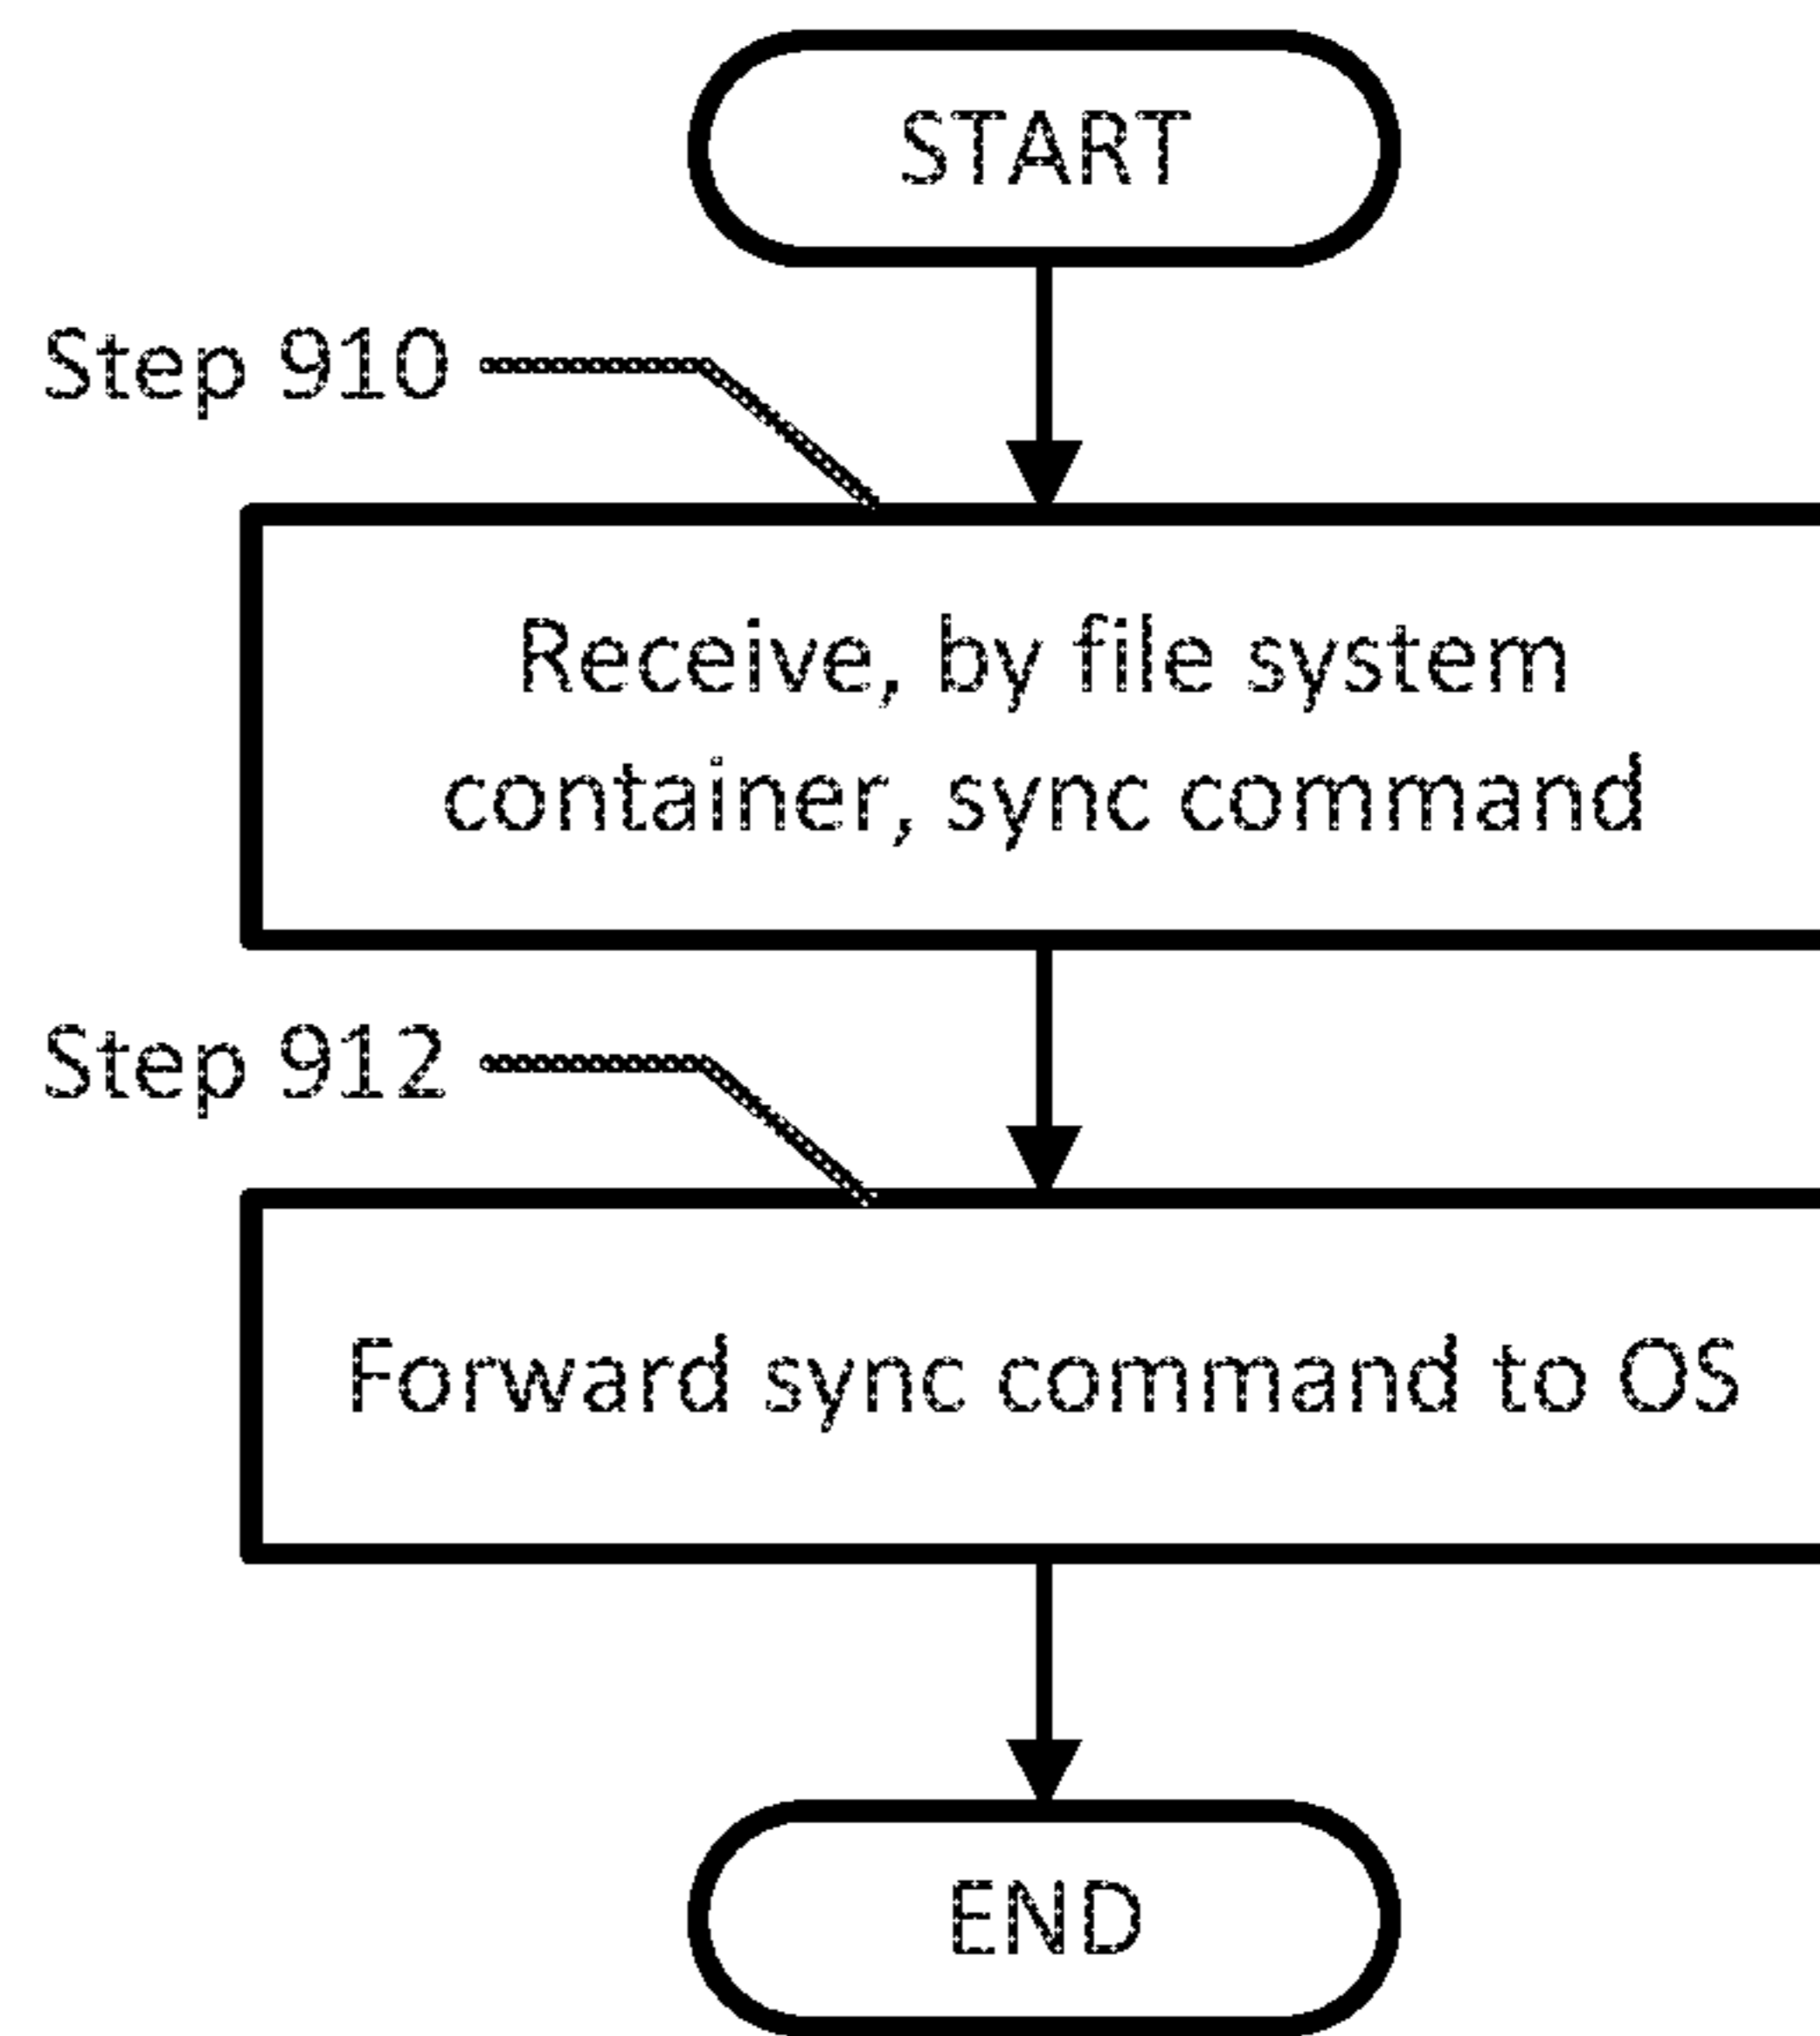 START
Step 910
Receive, by file system
container, sync command
Step 912
Forward sync command to OS
END